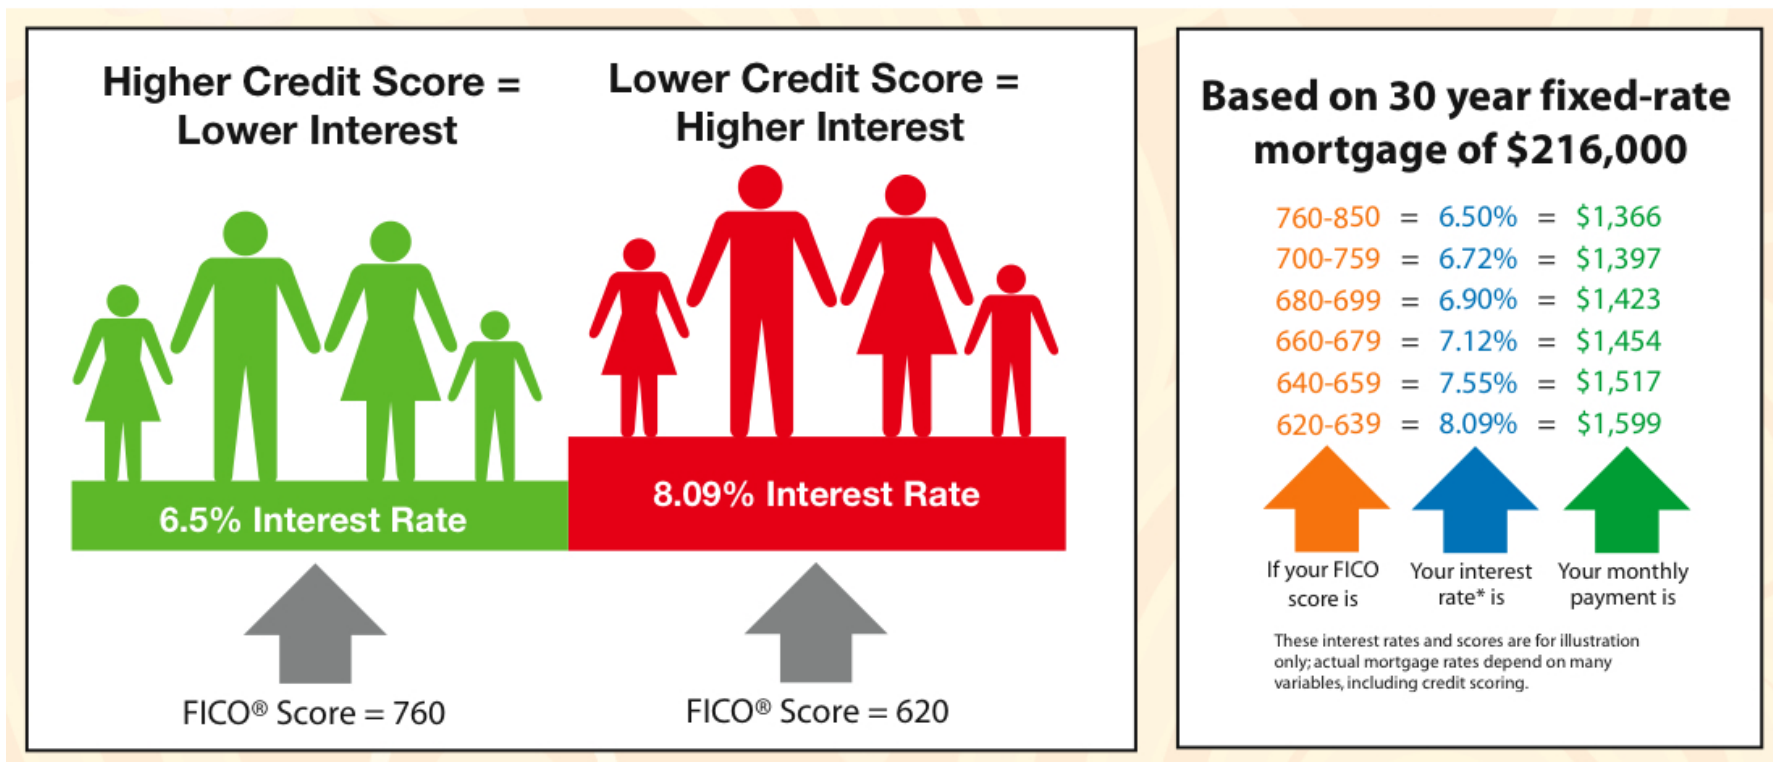 Higher Credit Score =
Lower Interest
Lower Credit Score =
Higher Interest
6.5% Interest Rate
8.09% Interest Rate
FICO® Score = 760
FICO® Score = 620
Based on 30 year fixed-rate
mortgage of $216,000
760-850 = 6.50% = $1,366
700-759 = 6.72% = $1,397
680-699 = 6.90% = $1,423
660-679 = 7.12% = $1,454
640-659 = 7.55% = $1,517
620-639 = 8.09% = $1,599
If your FICO
score is
Your interest
rate* is
Your monthly
payment is
These interest rates and scores are for illustration
only; actual mortgage rates depend on many
variables, including credit scoring.